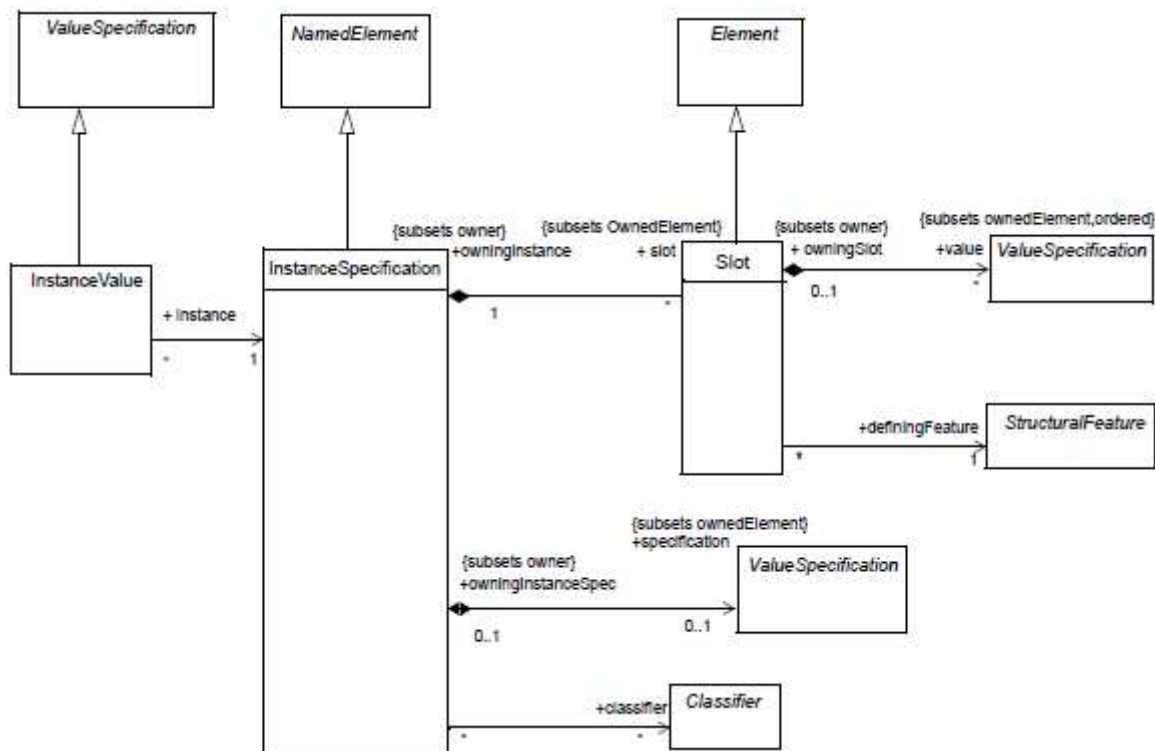 ValueSpecification
NamedElement
Element
{subsets owner}
+owningInstance
{subsets OwnedElement}
+ slot
{subsets owner}
+ owningSlot
{subsets ownedElement,ordered}
+value
InstanceValue
InstanceSpecification
Slot
ValueSpecification
0..1
*
1
*
+ Instance
*
1
+definingFeature
*
1
StructuralFeature
{subsets ownedElement}
+specification
{subsets owner}
+owningInstanceSpec
ValueSpecification
0..1
0..1
+classifier
*
*
Classifier